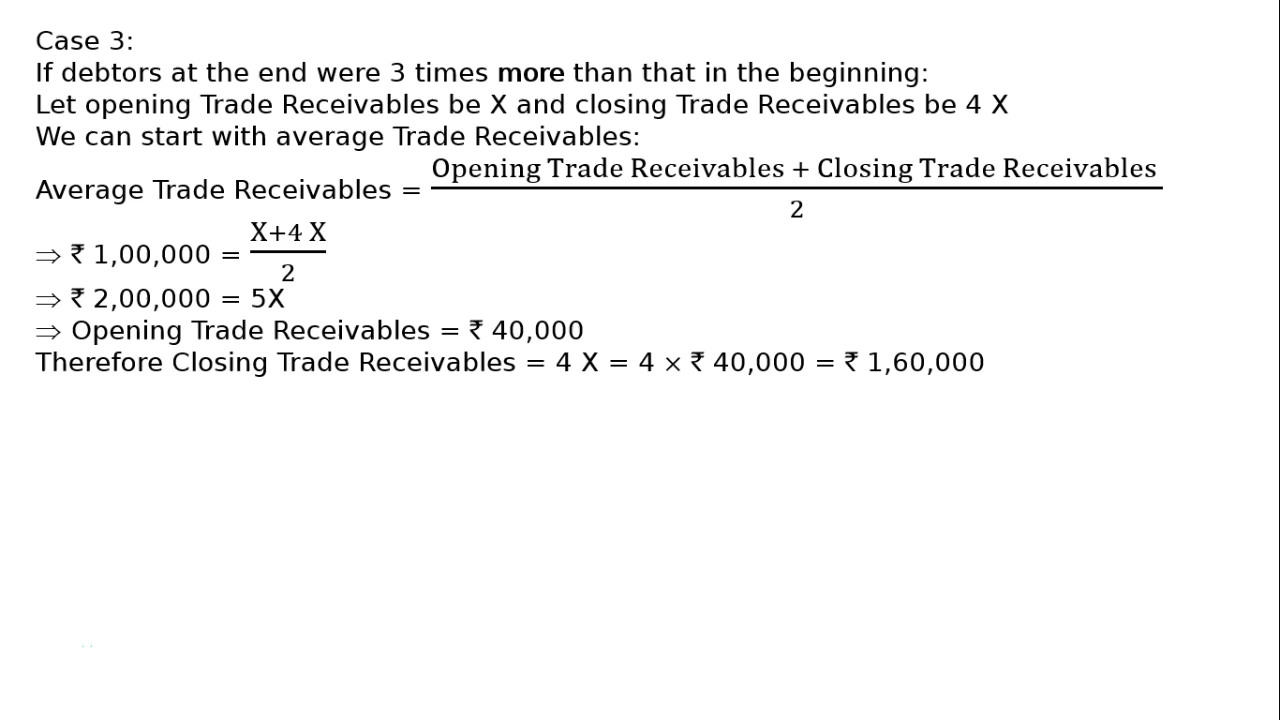 Case 3:
If debtors at the end were 3 times more than that in the beginning:
Let opening Trade Receivables be X and closing Trade Receivables be 4 X
We can start with average Trade Receivables:
Average Trade Receivables = Opening Trade Receivables + Closing Trade Receivables / 2
⇒ ₹ 1,00,000 = X+4 X / 2
⇒ ₹ 2,00,000 = 5X
⇒ Opening Trade Receivables = ₹ 40,000
Therefore Closing Trade Receivables = 4 X = 4 × ₹ 40,000 = ₹ 1,60,000